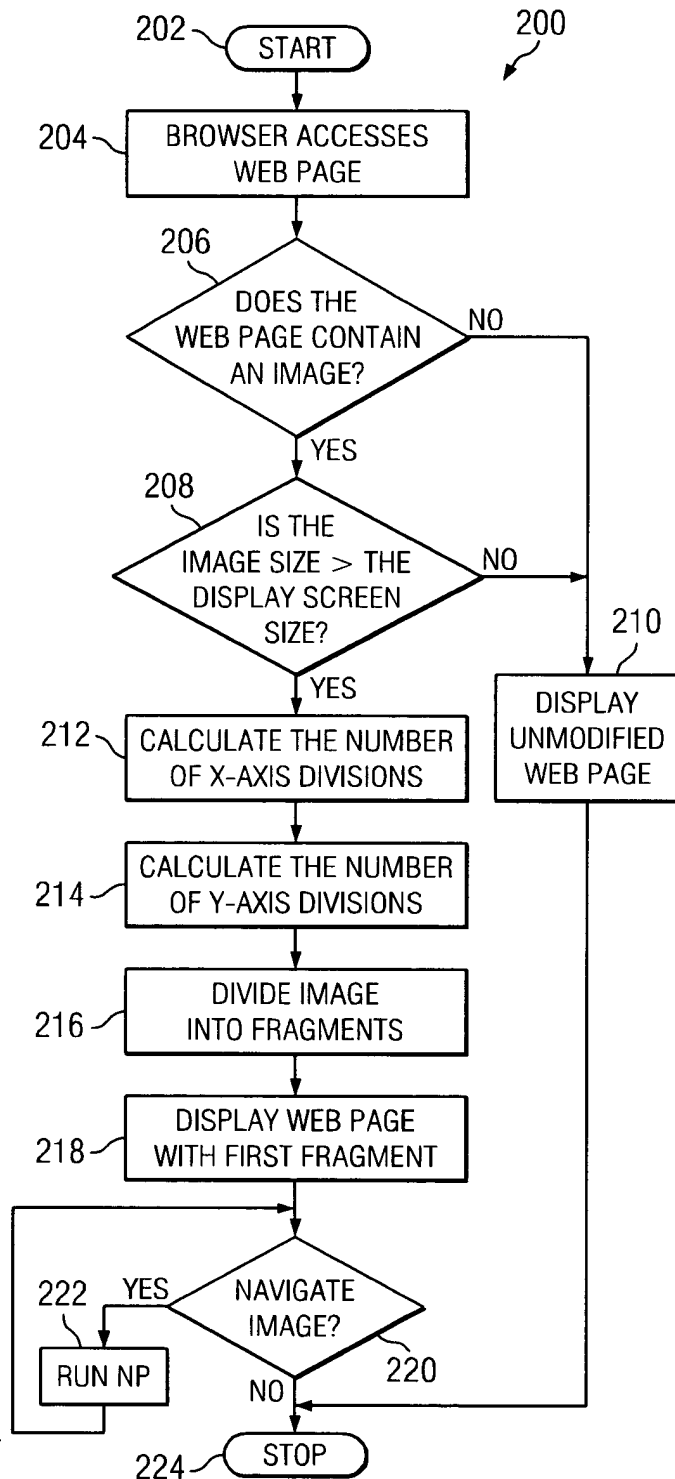 202
START
200
204
BROWSER ACCESSES
WEB PAGE
206
DOES THE
WEB PAGE CONTAIN
AN IMAGE?
NO
YES
208
IS THE
IMAGE SIZE > THE
DISPLAY SCREEN
SIZE?
NO
YES
210
DISPLAY
UNMODIFIED
WEB PAGE
212
CALCULATE THE NUMBER
OF X-AXIS DIVISIONS
214
CALCULATE THE NUMBER
OF Y-AXIS DIVISIONS
216
DIVIDE IMAGE
INTO FRAGMENTS
218
DISPLAY WEB PAGE
WITH FIRST FRAGMENT
222
YES
NAVIGATE
IMAGE?
220
RUN NP
NO
224
STOP